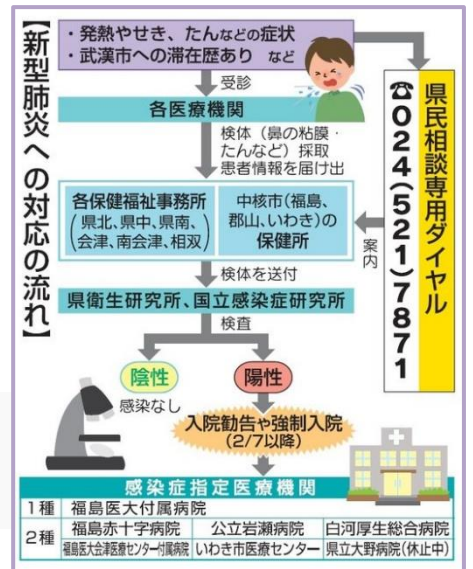 【新型肺炎への対応の流れ】
・発熱やせき、たんなどの症状
・武漢市への滞在歴あり など
受診
各医療機関
検体（鼻の粘膜・
たんなど）採取
患者情報を届け出
各保健福祉事務所
（県北、県中、県南、
会津、南会津、相双）
中核市（福島、
郡山、いわき）の
保健所
案内
県民相談専用ダイヤル
☎024(521)7871
検体を送付
県衛生研究所、国立感染症研究所
検査
陰性
感染なし
陽性
入院勧告や強制入院
(2/7以降)
感染症指定医療機関
1種 福島医大付属病院
2種 福島赤十字病院 公立岩瀬病院 白河厚生総合病院
福島医大会津医療センター付属病院 いわき市医療センター 県立大野病院(休止中)